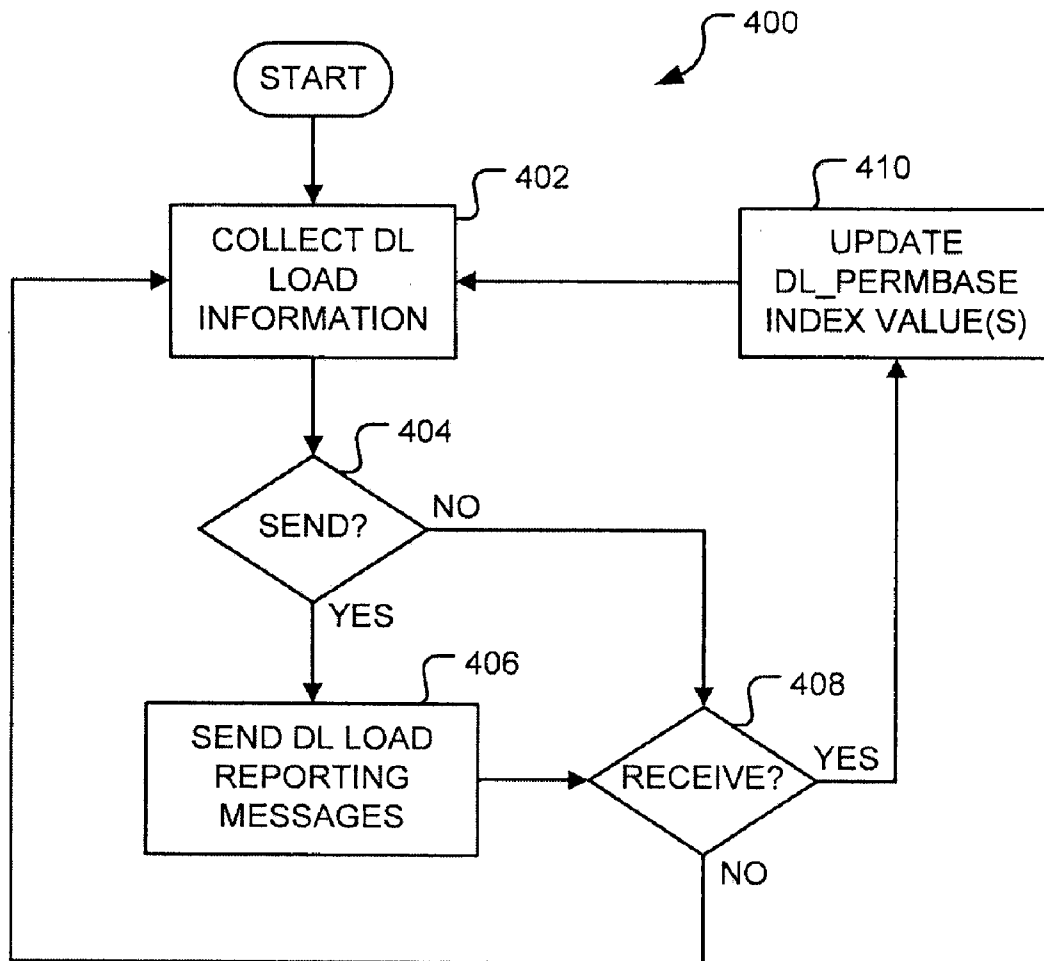 400
START
402
COLLECT DL
LOAD
INFORMATION
410
UPDATE
DL_PERMBASE
INDEX VALUE(S)
404
SEND?
NO
YES
406
SEND DL LOAD
REPORTING
MESSAGES
408
RECEIVE?
YES
NO